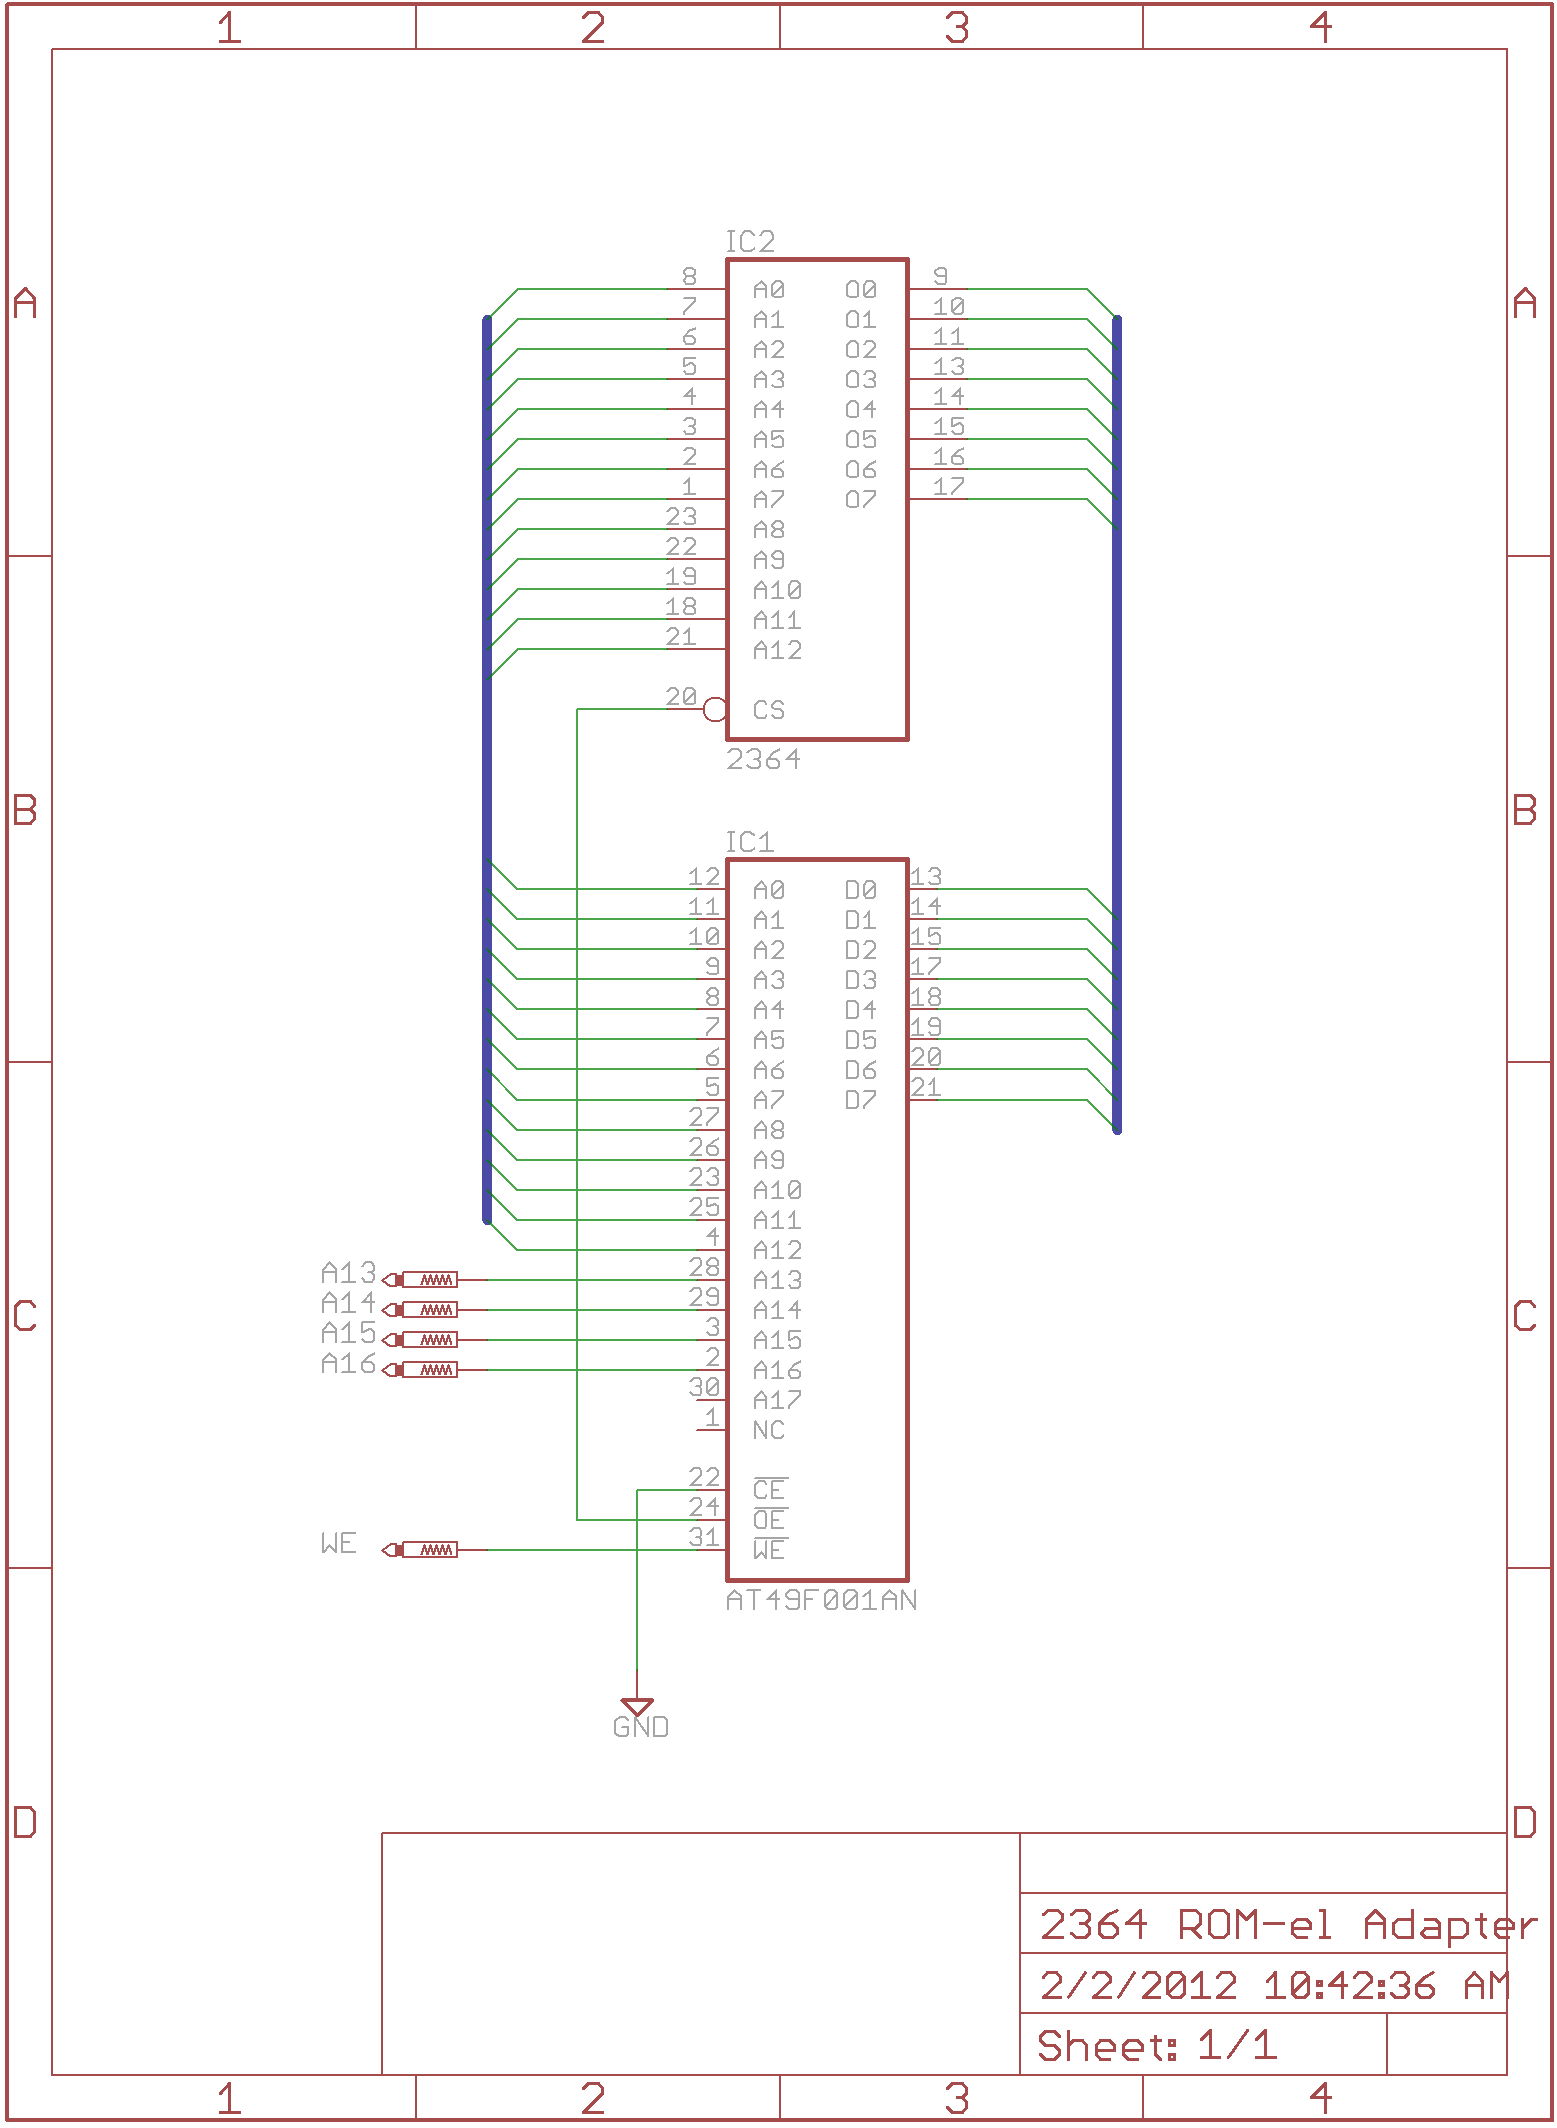 1 2 3 4
A A
IC2
8 A0 O0 9
7 A1 O1 10
6 A2 O2 11
5 A3 O3 13
4 A4 O4 14
3 A5 O5 15
2 A6 O6 16
1 A7 O7 17
23 A8
22 A9
19 A10
18 A11
21 A12
20 CS
2364
B B
IC1
12 A0 D0 13
11 A1 D1 14
10 A2 D2 15
9 A3 D3 17
8 A4 D4 18
7 A5 D5 19
6 A6 D6 20
5 A7 D7 21
27 A8
26 A9
23 A10
25 A11
4 A12
A13 28 A13
A14 29 A14
C C
A15 3 A15
A16 2 A16
30 A17
1 NC
22 CE
24 OE
WE 31 WE
AT49F001AN
GND
D D
2364 ROM-el Adapter
2/2/2012 10:42:36 AM
Sheet: 1/1
1 2 3 4